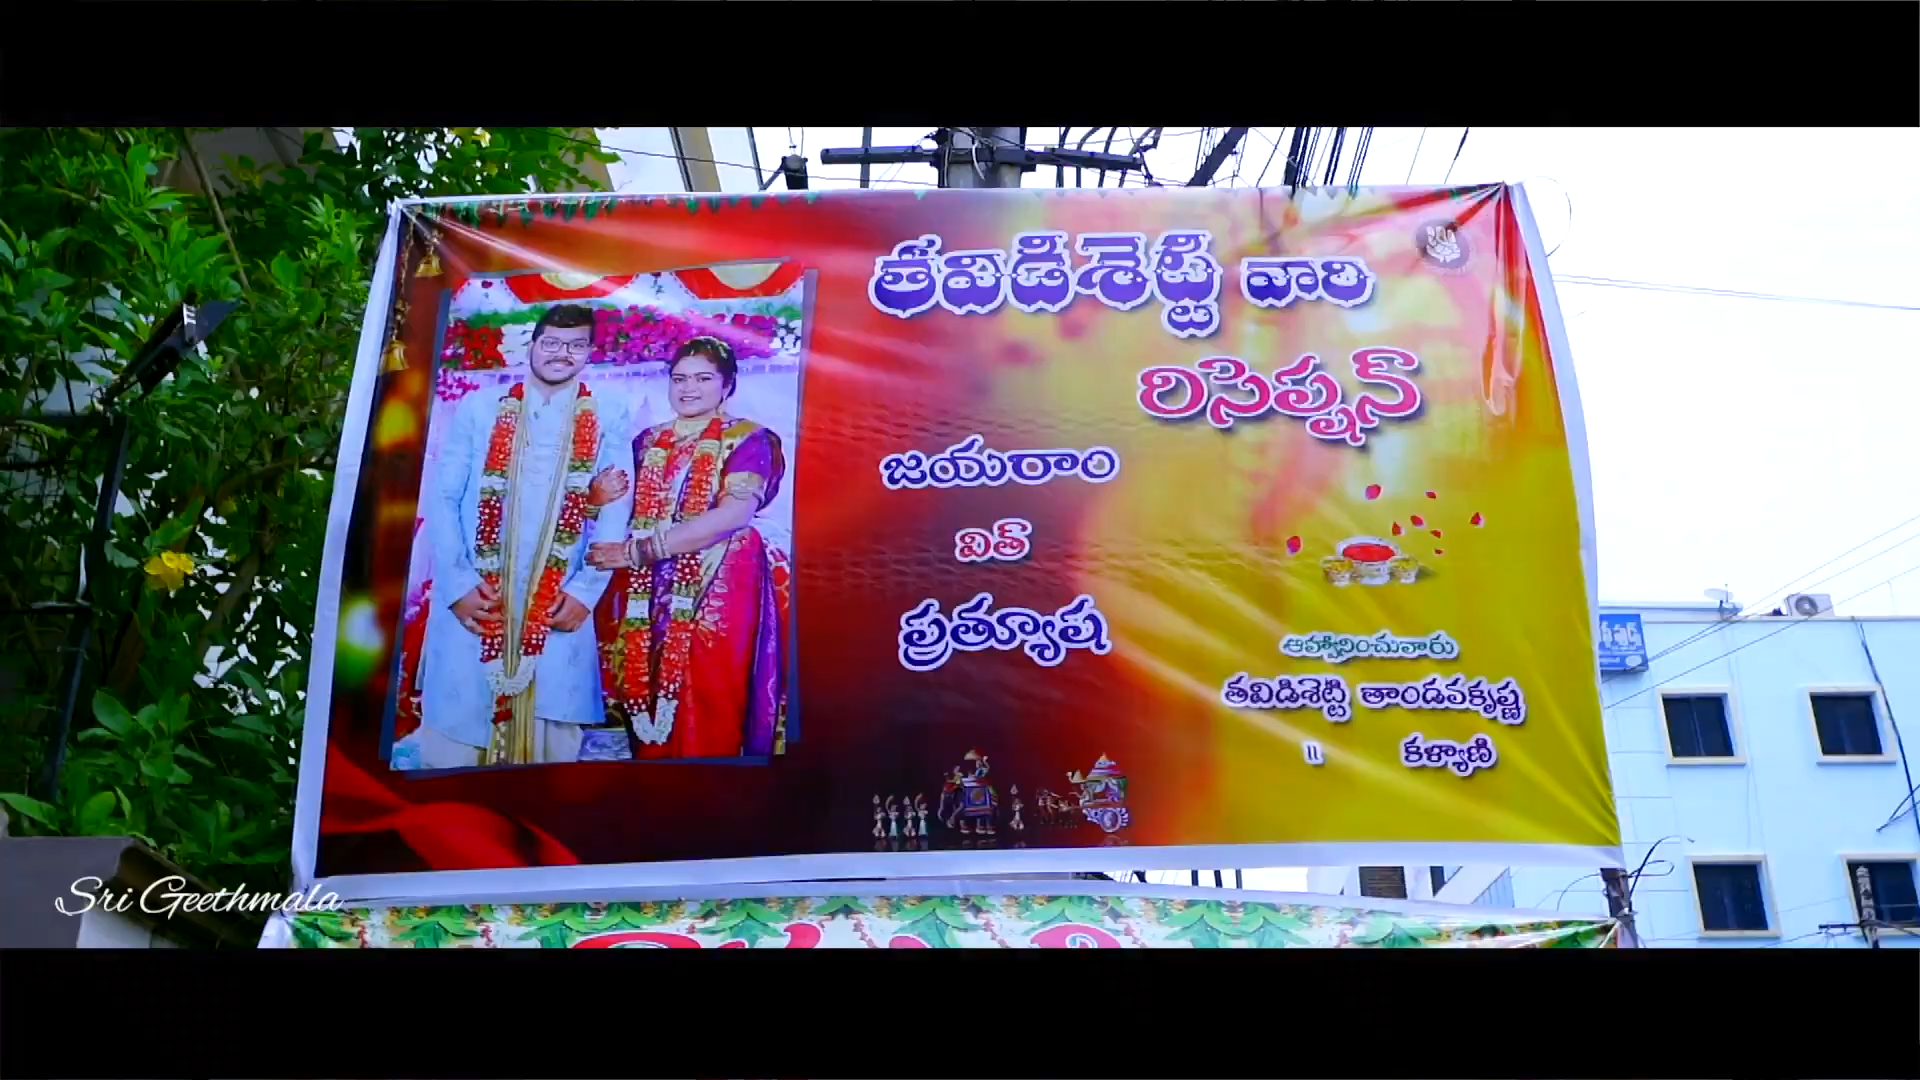 తవిడిశెట్టి వారి
రిసెప్షన్
జయరాం
విత్
ప్రత్యూష
ఆహ్వానించువారు
తవిడిశెట్టి తాండవకృష్ణ
" కళ్యాణి
Sri Geethmala